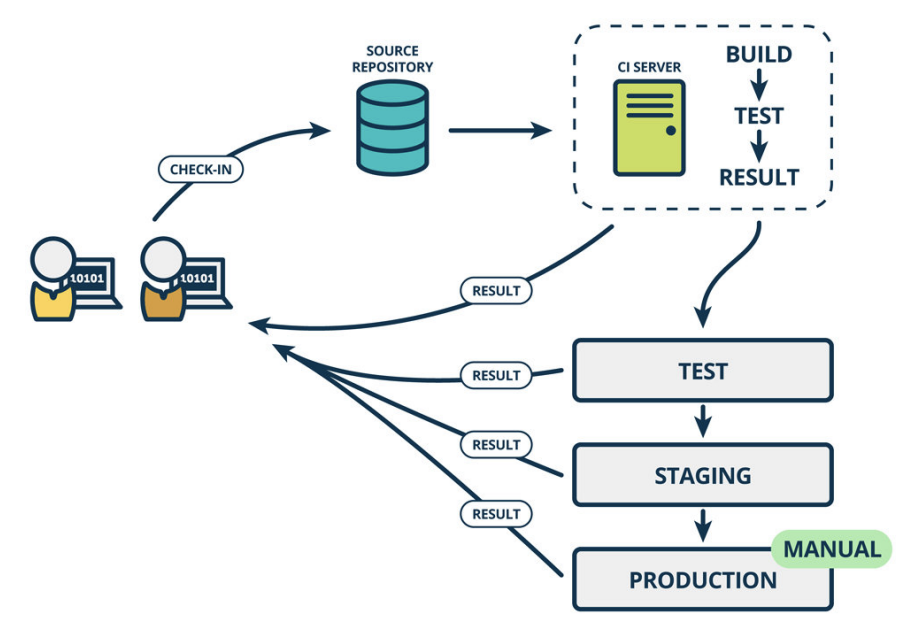 SOURCE
REPOSITORY
CI SERVER
BUILD
TEST
RESULT
CHECK-IN
10101
10101
RESULT
RESULT
TEST
RESULT
STAGING
RESULT
MANUAL
PRODUCTION